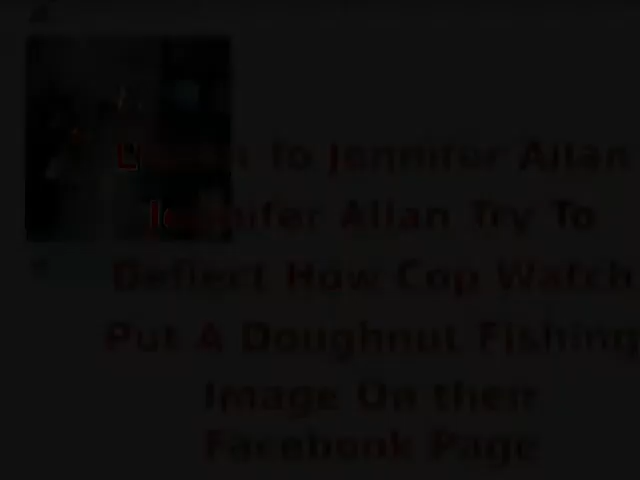 Listen To Jennifer Allan
Jennifer Allan Try To
Deflect How Cop Watch
Put A Doughnut Fishing
Image On their
Facebook Page